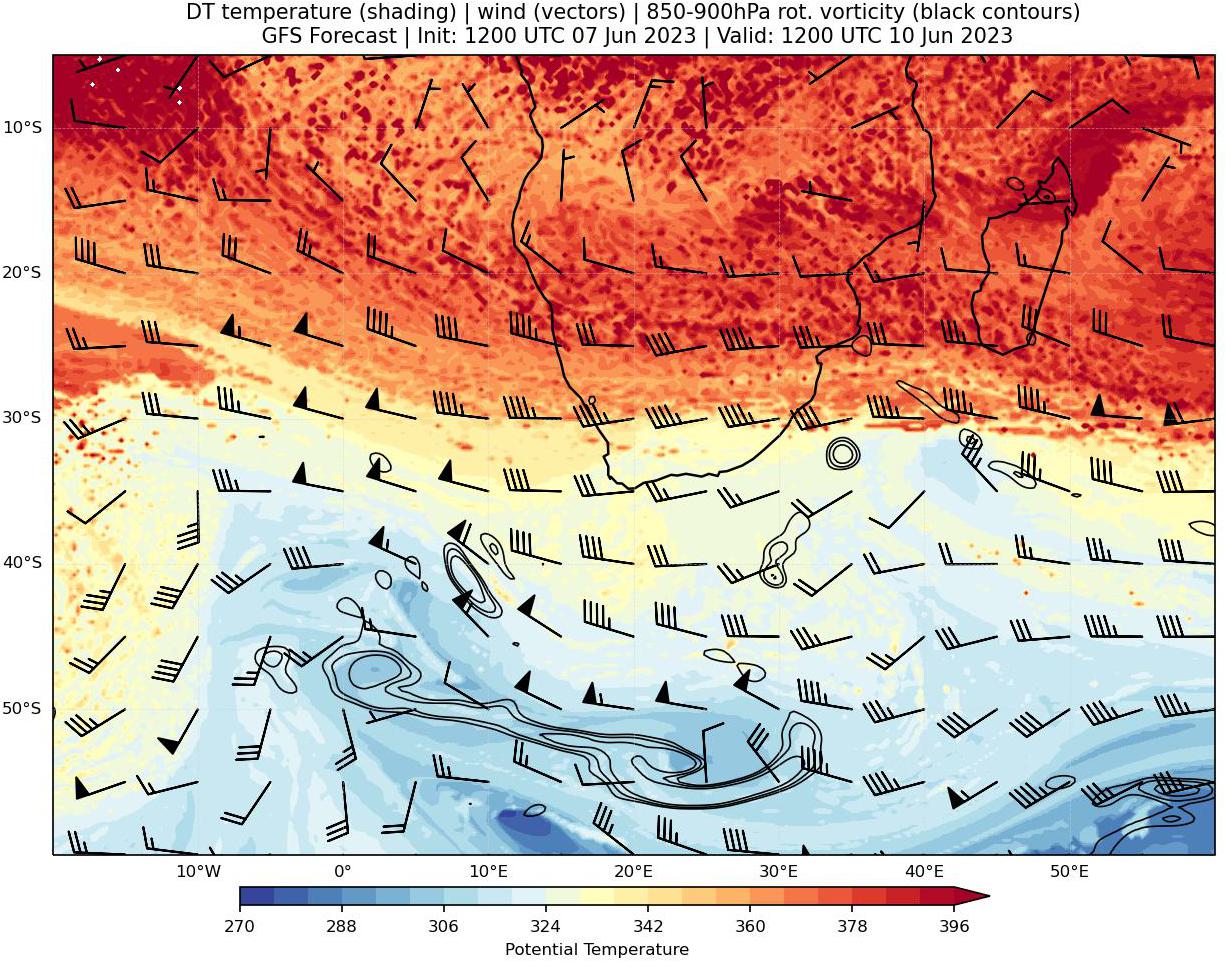 DT temperature (shading) | wind (vectors) | 850-900hPa rot. vorticity (black contours)
GFS Forecast | Init: 1200 UTC 07 Jun 2023 | Valid: 1200 UTC 10 Jun 2023
10°S
20°S
30°S
40°S
50°S
10°W 0° 10°E 20°E 30°E 40°E 50°E
270 288 306 324 342 360 378 396
Potential Temperature